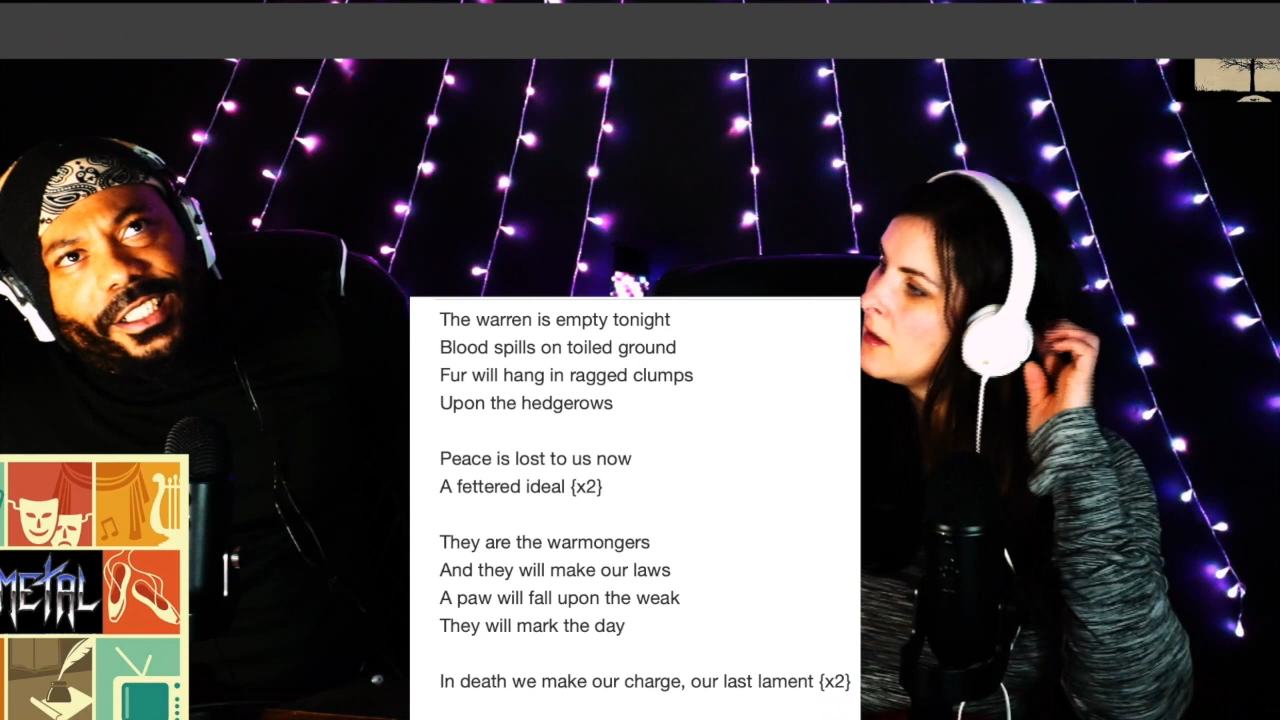 The warren is empty tonight
Blood spills on toiled ground
Fur will hang in ragged clumps
Upon the hedgerows
Peace is lost to us now
A fettered ideal {x2}
They are the warmongers
And they will make our laws
A paw will fall upon the weak
They will mark the day
In death we make our charge, our last lament {x2}
METAL